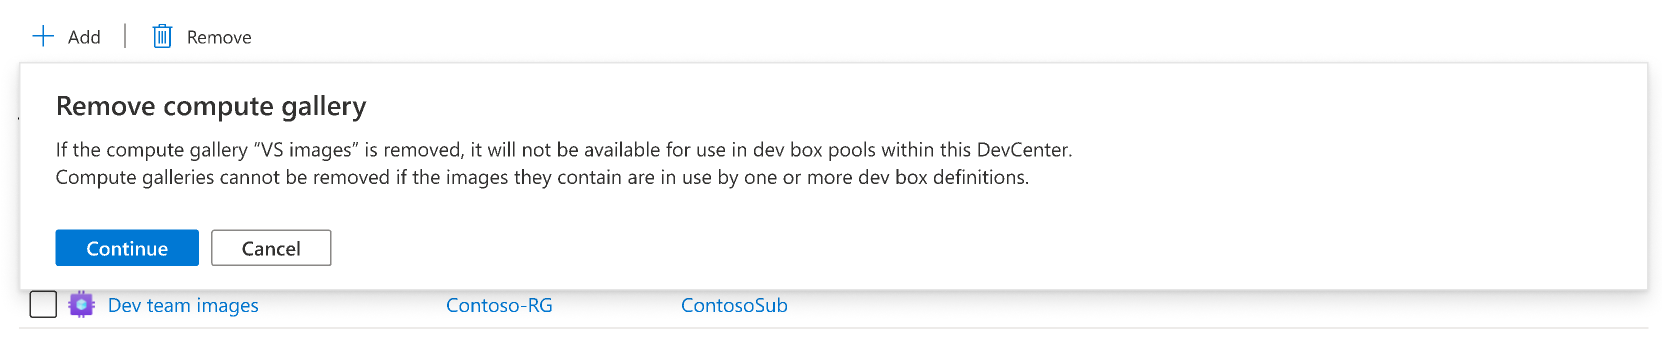 Add | Remove
Remove compute gallery
If the compute gallery “VS images” is removed, it will not be available for use in dev box pools within this DevCenter.
Compute galleries cannot be removed if the images they contain are in use by one or more dev box definitions.
Continue Cancel
Dev team images Contoso-RG ContosoSub